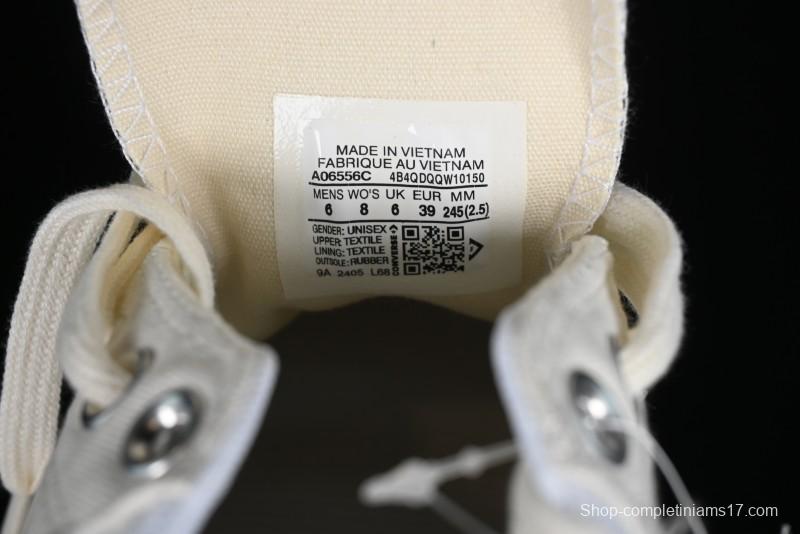 MADE IN VIETNAM
FABRIQUE AU VIETNAM
A06556C 4B4QDQQW10150
MENS WO'S UK EUR MM
6 8 6 39 245(2.5)
GENDER: UNISEX
UPPER: TEXTILE
LINING: TEXTILE
OUTSOLE: RUBBER
9A 2405 L68
CONVERSE
Shop-completiniams17.com